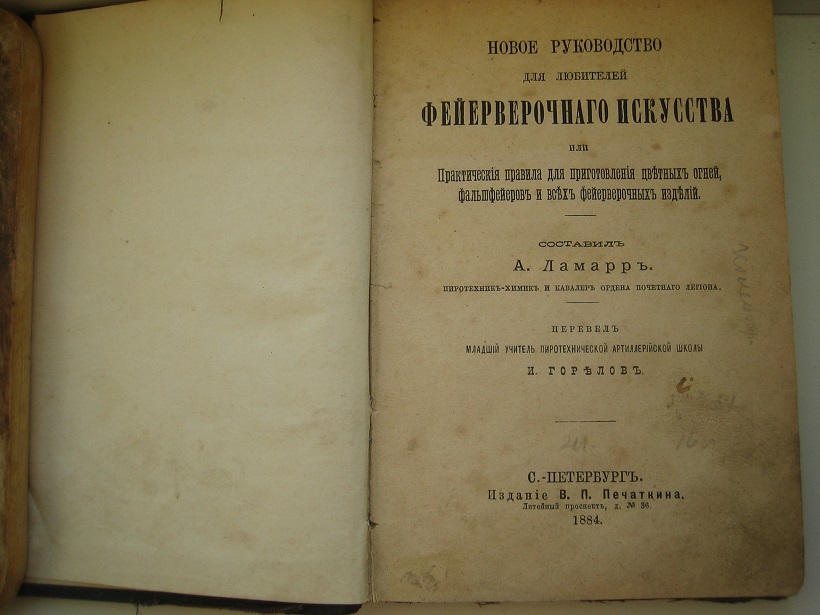 НОВОЕ РУКОВОДСТВО
ДЛЯ ЛЮБИТЕЛЕЙ
ФЕЙЕРВЕРОЧНАГО ИСКУССТВА
ИЛИ
Практическія правила для приготовленія цвѣтныхъ огней,
фальшфейеровъ и всѣхъ фейерверочныхъ издѣлій.
СОСТАВИЛЪ
А. Ламарръ.
ПИРОТЕХНИКЪ-ХИМИКЪ И КАВАЛЕРЪ ОРДЕНА ПОЧЕТНАГО ЛЕГІОНА.
ПЕРЕВЕЛЪ
МЛАДШІЙ УЧИТЕЛЬ ПИРОТЕХНИЧЕСКОЙ АРТИЛЛЕРІЙСКОЙ ШКОЛЫ
И. ГОРѢЛОВЪ.
С.-ПЕТЕРБУРГЪ.
Изданіе В. П. Печаткина.
Литейный проспектъ, д. № 36.
1884.